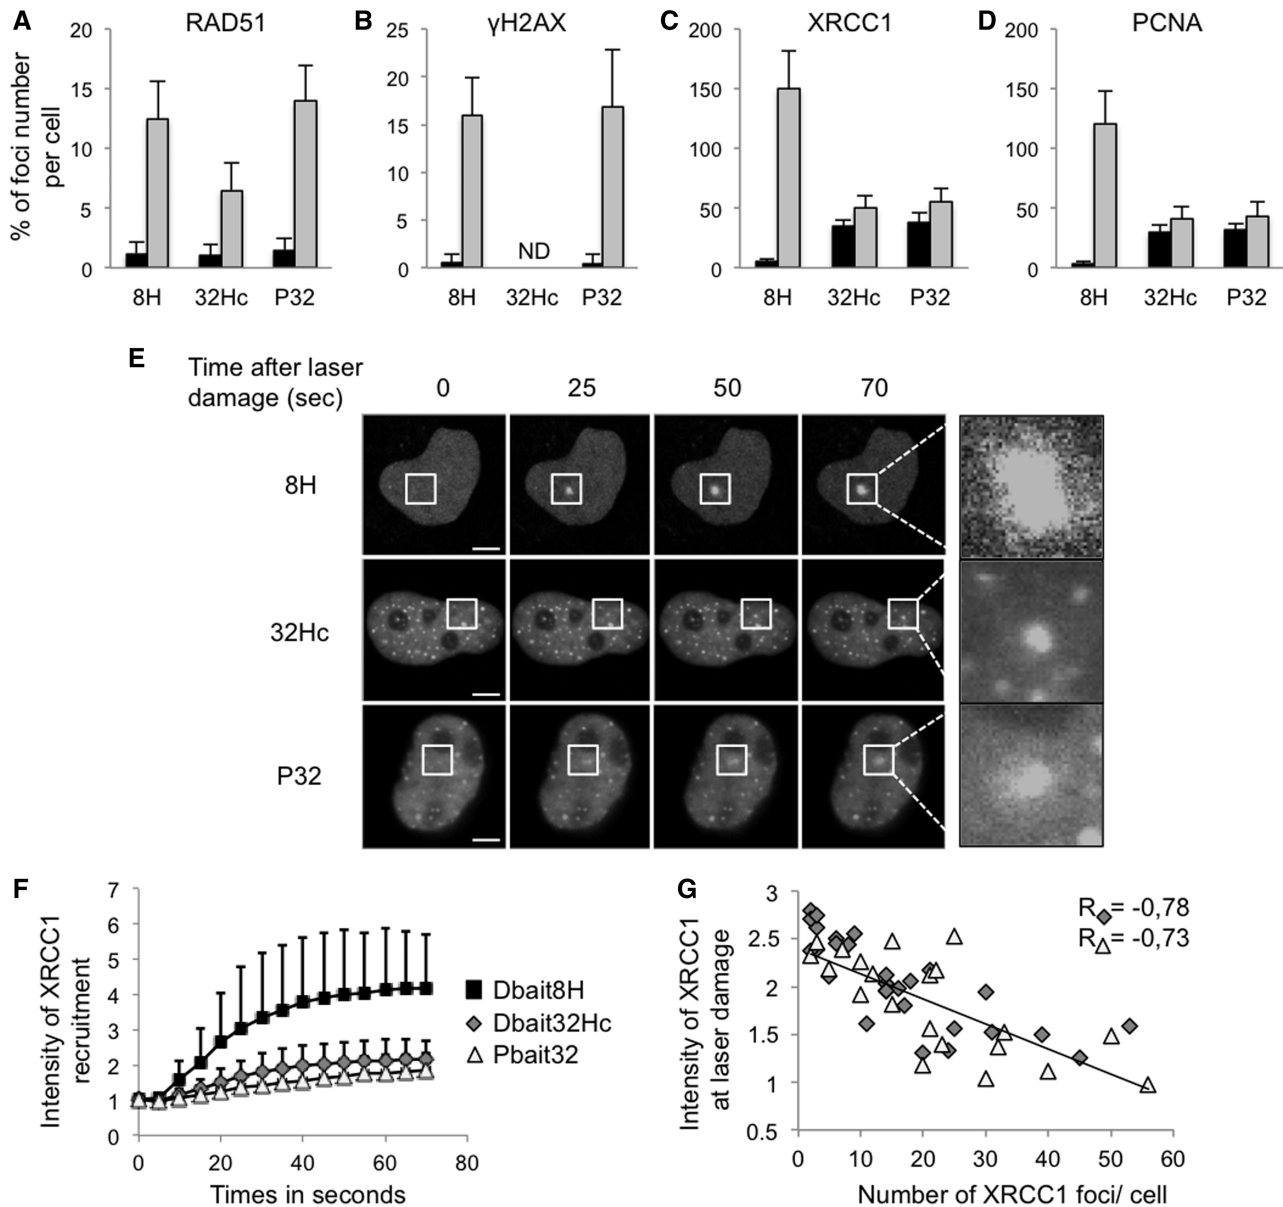 A RAD51
B γH2AX
C XRCC1
D PCNA
% of foci number
per cell
20
15
10
5
0
8H 32Hc P32
25
20
15
10
5
0
ND
8H 32Hc P32
200
150
100
50
0
8H 32Hc P32
200
150
100
50
0
8H 32Hc P32
E
Time after laser
damage (sec)
0 25 50 70
8H
32Hc
P32
F
Intensity of XRCC1
recruitment
7
6
5
4
3
2
1
0
0 20 40 60 80
Times in seconds
Dbait8H
Dbait32Hc
Pbait32
G
Intensity of XRCC1
at laser damage
3
2.5
2
1.5
1
0.5
0 10 20 30 40 50 60
Number of XRCC1 foci/ cell
R = -0,78
R = -0,73